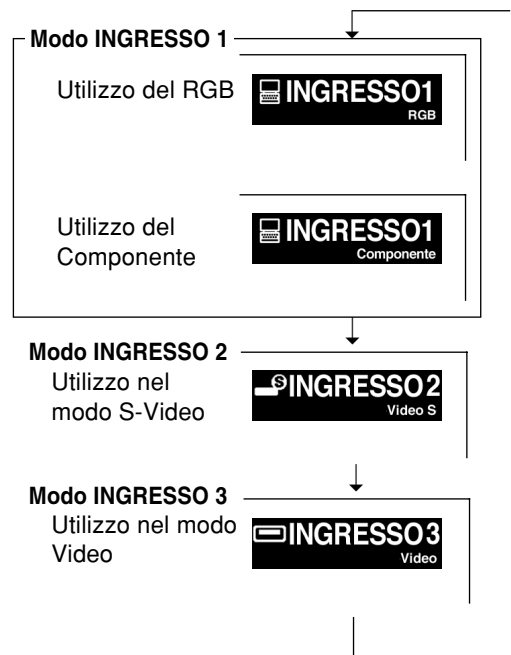 Modo INGRESSO 1
Utilizzo del RGB
INGRESSO1
RGB
Utilizzo del
Componente
INGRESSO1
Componente
Modo INGRESSO 2
Utilizzo nel
modo S-Video
S
INGRESSO2
Video S
Modo INGRESSO 3
Utilizzo nel modo
Video
INGRESSO3
Video